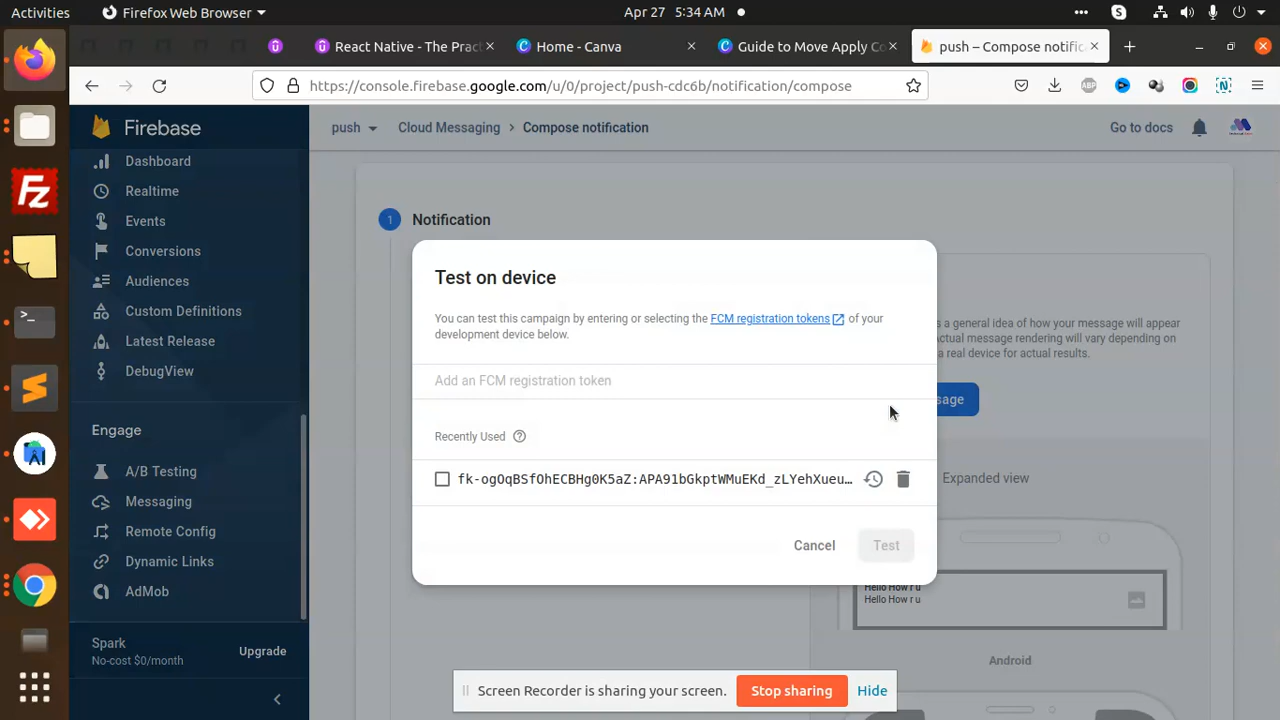 Activities
Firefox Web Browser
Apr 27 5:34 AM
React Native - The Pract
Home - Canva
Guide to Move Apply Co
push – Compose notific
https://console.firebase.google.com/u/0/project/push-cdc6b/notification/compose
Firebase
push
Cloud Messaging
Compose notification
Go to docs
Dashboard
Realtime
Events
Conversions
Audiences
Custom Definitions
Latest Release
DebugView
Engage
A/B Testing
Messaging
Remote Config
Dynamic Links
AdMob
Spark
No-cost $0/month
Upgrade
1 Notification
Test on device
You can test this campaign by entering or selecting the FCM registration tokens of your
development device below.
Add an FCM registration token
Recently Used
fk-ogOqBSfOhECBHg0K5aZ:APA91bGkptWMuEKd_zLYehXueu…
Cancel
Test
s a general idea of how your message will appear
Actual message rendering will vary depending on
a real device for actual results.
sage
Expanded view
Hello How r u
Hello How r u
Android
Screen Recorder is sharing your screen.
Stop sharing
Hide